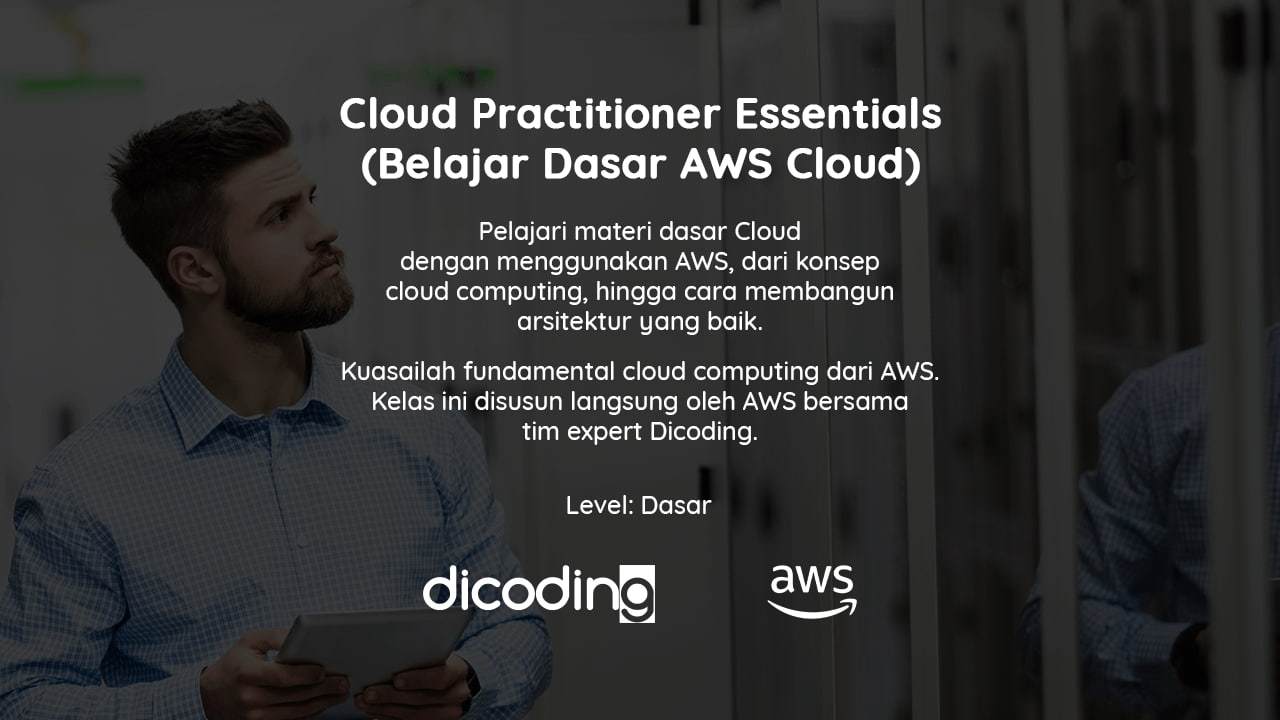 Cloud Practitioner Essentials
(Belajar Dasar AWS Cloud)
Pelajari materi dasar Cloud
dengan menggunakan AWS, dari konsep
cloud computing, hingga cara membangun
arsitektur yang baik.
Kuasailah fundamental cloud computing dari AWS.
Kelas ini disusun langsung oleh AWS bersama
tim expert Dicoding.
Level: Dasar
dicoding
aws